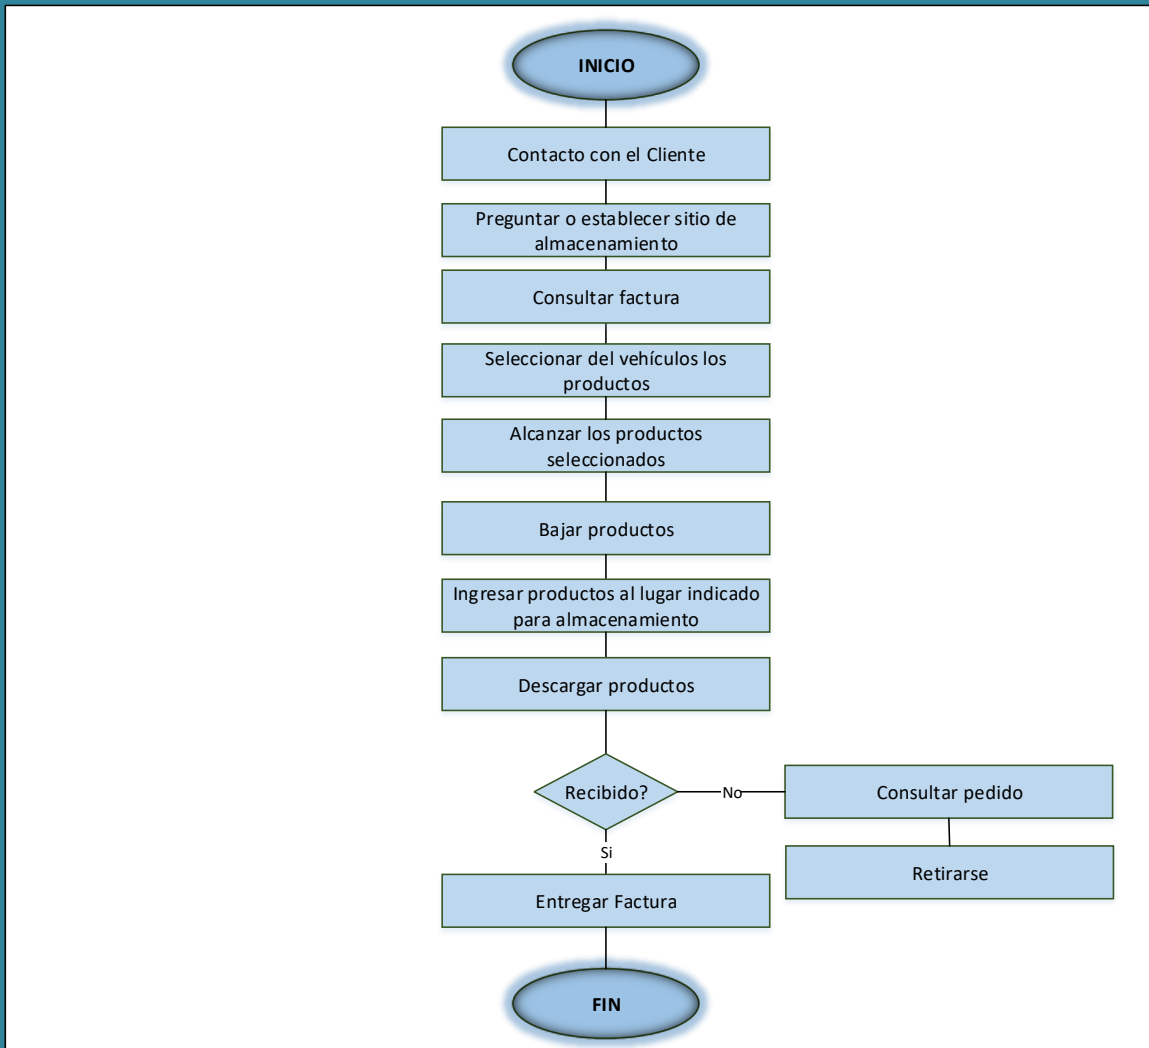 INICIO
Contacto con el Cliente
Preguntar o establecer sitio de
almacenamiento
Consultar factura
Seleccionar del vehículos los
productos
Alcanzar los productos
seleccionados
Bajar productos
Ingresar productos al lugar indicado
para almacenamiento
Descargar productos
Recibido?
No
Consultar pedido
Si
Retirarse
Entregar Factura
FIN